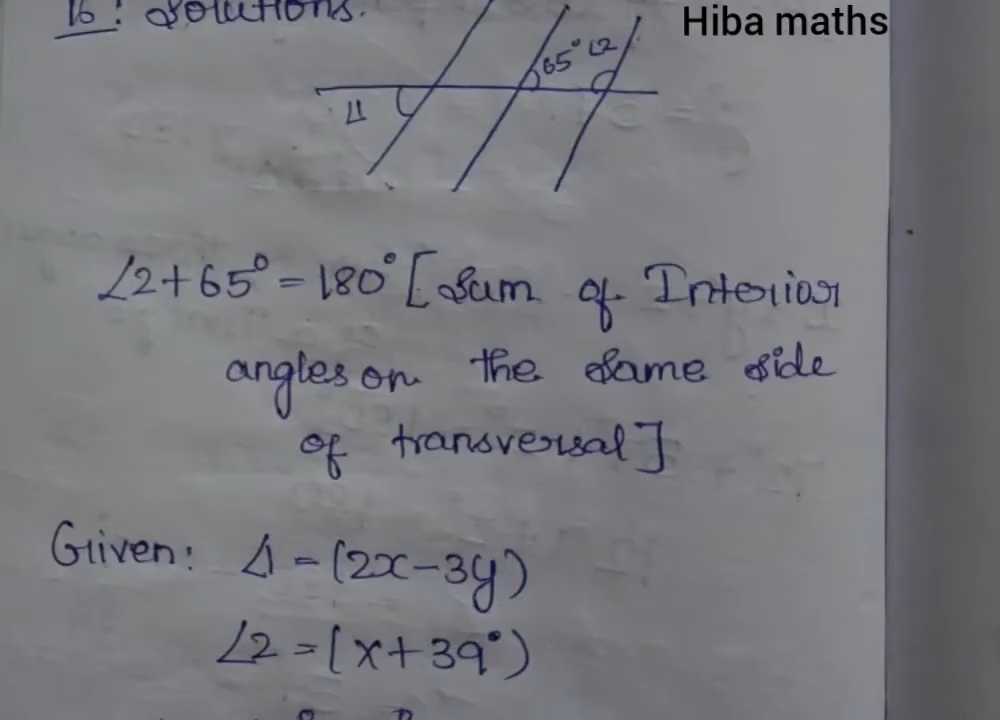 16: Solutions.
Hiba maths
65° ∠2
∠1
∠2+65°=180° [Sum of Interior
angles on the same side
of transversal]
Given: ∠1 = (2x-3y)
∠2 = (x+39°)